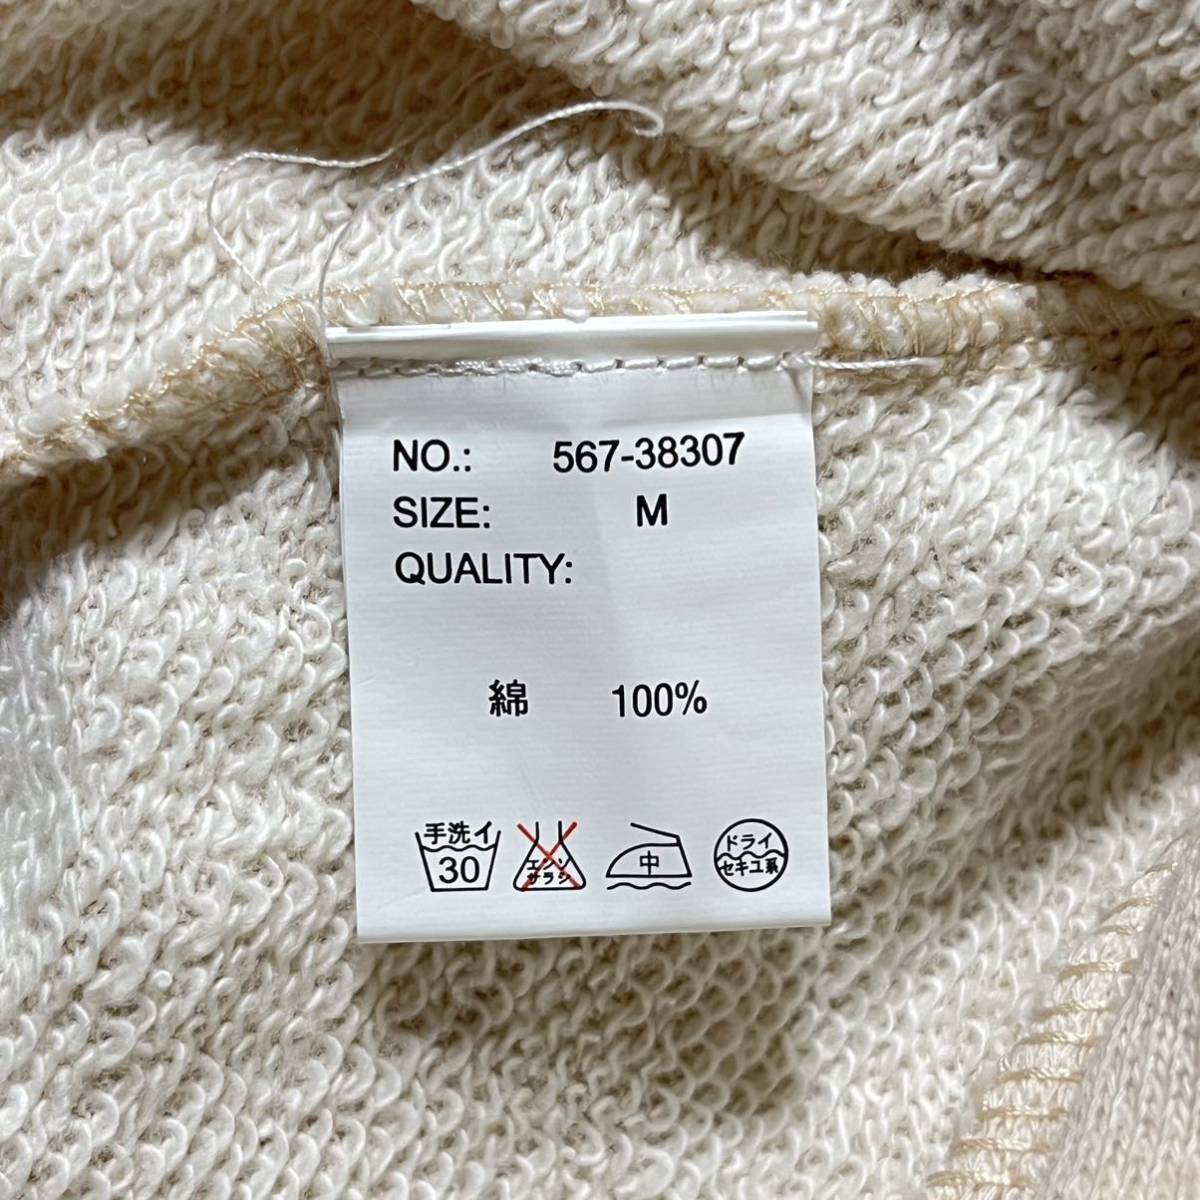 NO.: 567-38307
SIZE: M
QUALITY:
綿 100%
手洗イ 30
エンソ サラシ
中
ドライ セキユ系